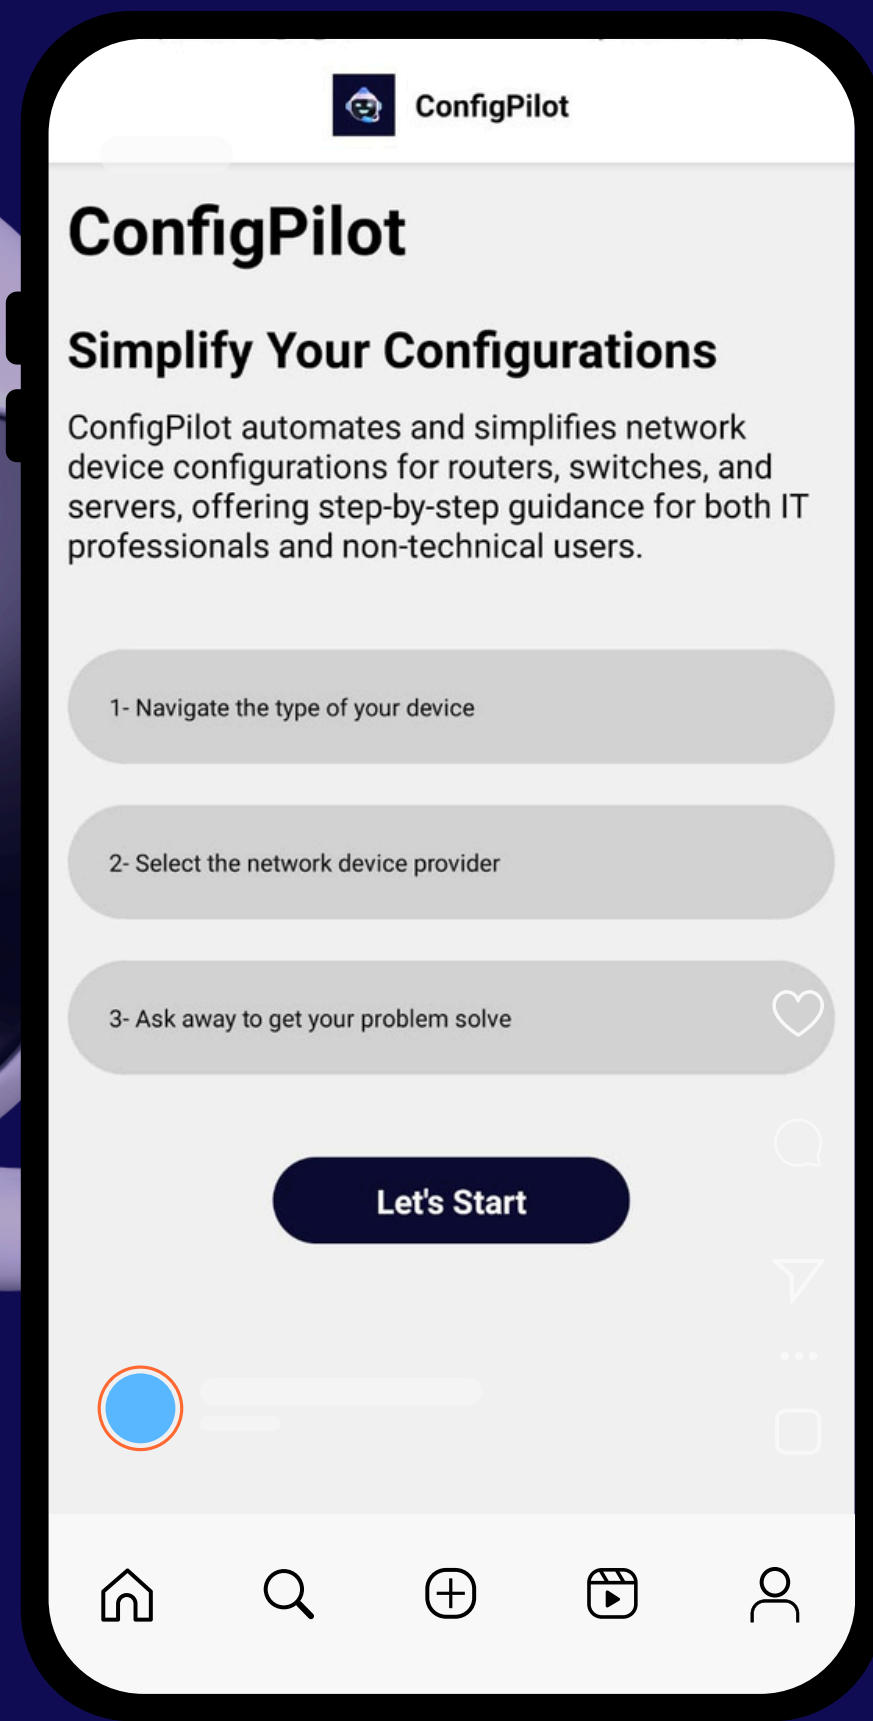 ConfigPilot
ConfigPilot
Simplify Your Configurations
ConfigPilot automates and simplifies network
device configurations for routers, switches, and
servers, offering step-by-step guidance for both IT
professionals and non-technical users.
1- Navigate the type of your device
2- Select the network device provider
3- Ask away to get your problem solve
Let's Start